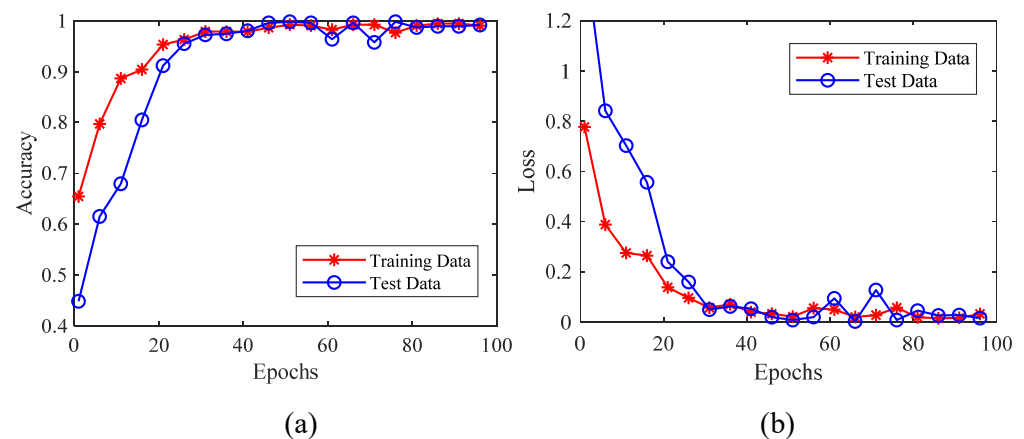 1
0.9
0.8
0.7
0.6
0.5
0.4
Accuracy
Training Data
Test Data
0 20 40 60 80 100
Epochs
(a)
1.2
1
0.8
0.6
0.4
0.2
0
Loss
Training Data
Test Data
0 20 40 60 80 100
Epochs
(b)